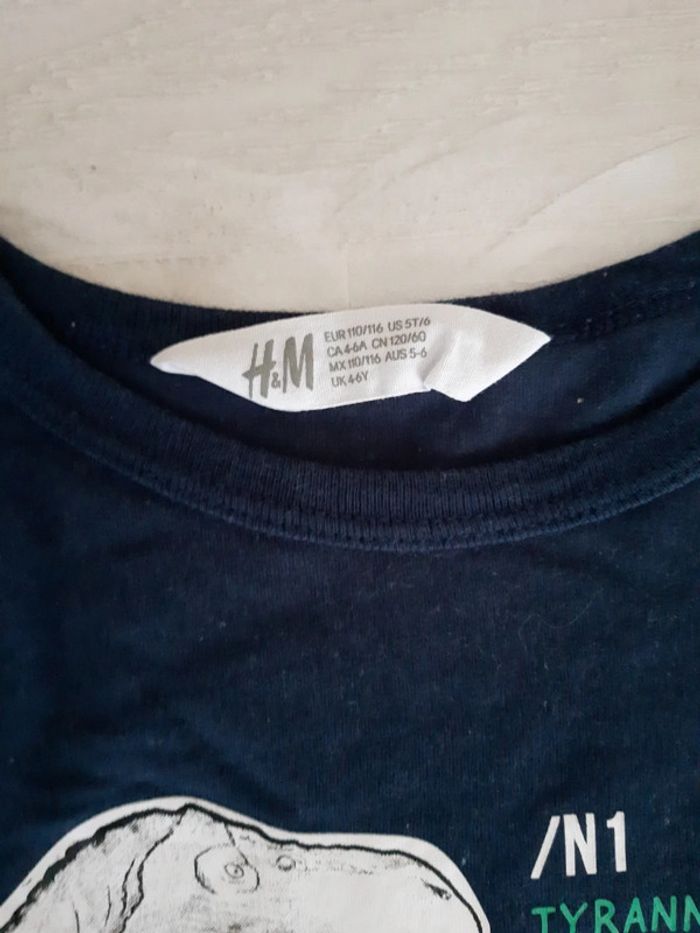 H&M
EUR 110/116 US 5T/6
CA 4-6A CN 120/60
MX 110/116 AUS 5-6
UK 4-6Y
/N1
TYRANN